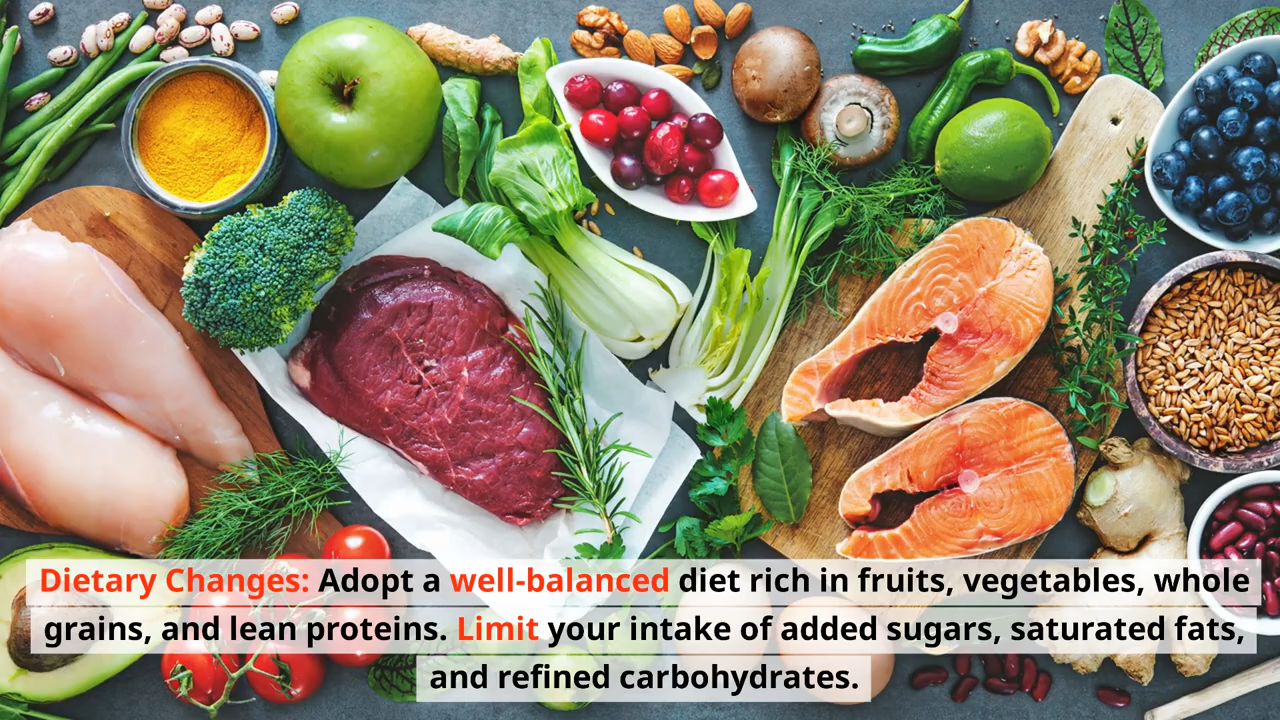 Dietary Changes: Adopt a well-balanced diet rich in fruits, vegetables, whole
grains, and lean proteins. Limit your intake of added sugars, saturated fats,
and refined carbohydrates.